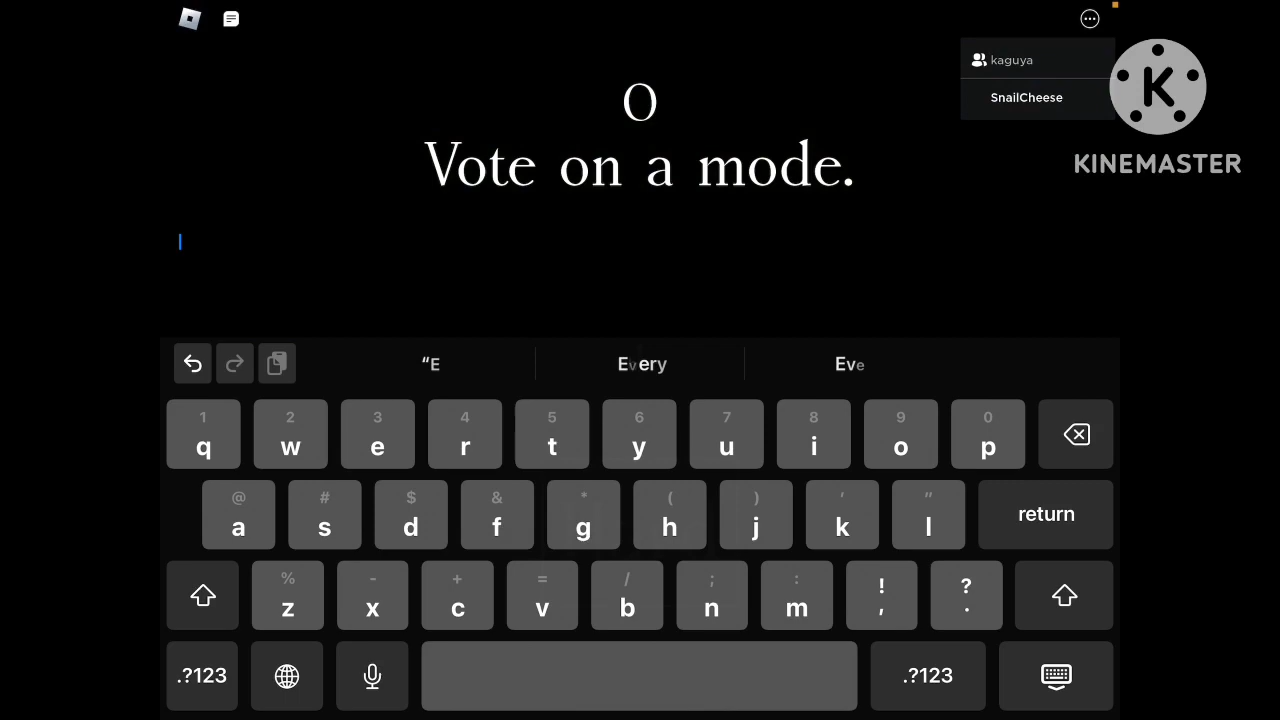 kaguya
SnailCheese
K
KINEMASTER
O
Vote on a mode.
“E
Every
Eve
1 2 3 4 5 6 7 8 9 0
q w e r t y u i o p
@ # $ & * ( ) ' "
a s d f g h j k l return
% - + = / ; : ! ?
z x c v b n m , .
.?123 .?123